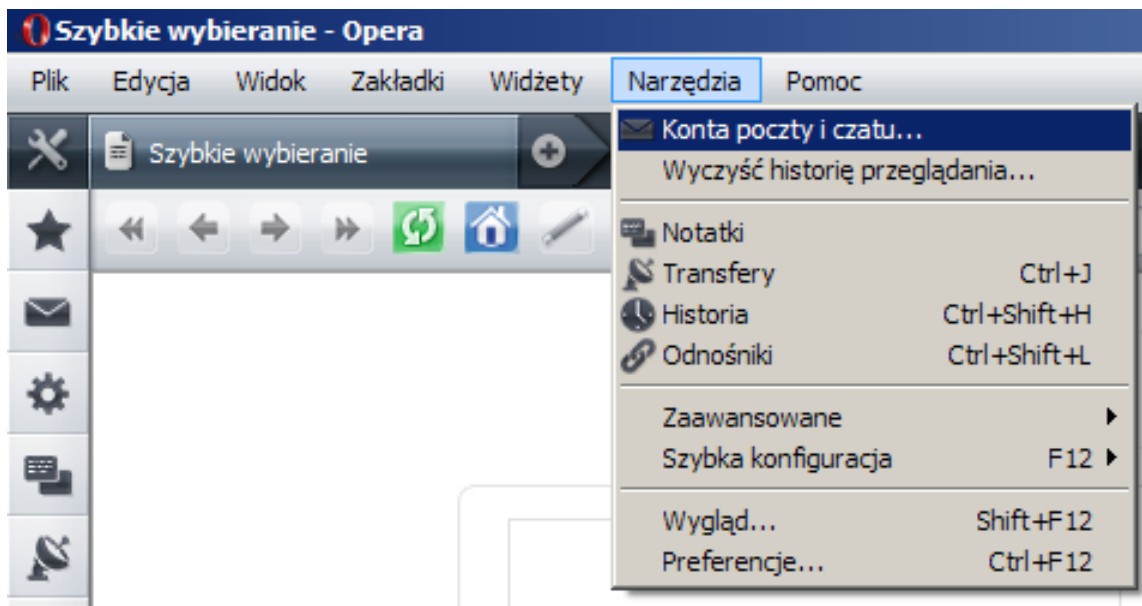 Szybkie wybieranie - Opera
Plik Edycja Widok Zakładki Widżety Narzędzia Pomoc
Szybkie wybieranie
Konta poczty i czatu...
Wyczyść historię przeglądania...
Notatki
Transfery Ctrl+J
Historia Ctrl+Shift+H
Odnośniki Ctrl+Shift+L
Zaawansowane
Szybka konfiguracja F12
Wygląd... Shift+F12
Preferencje... Ctrl+F12